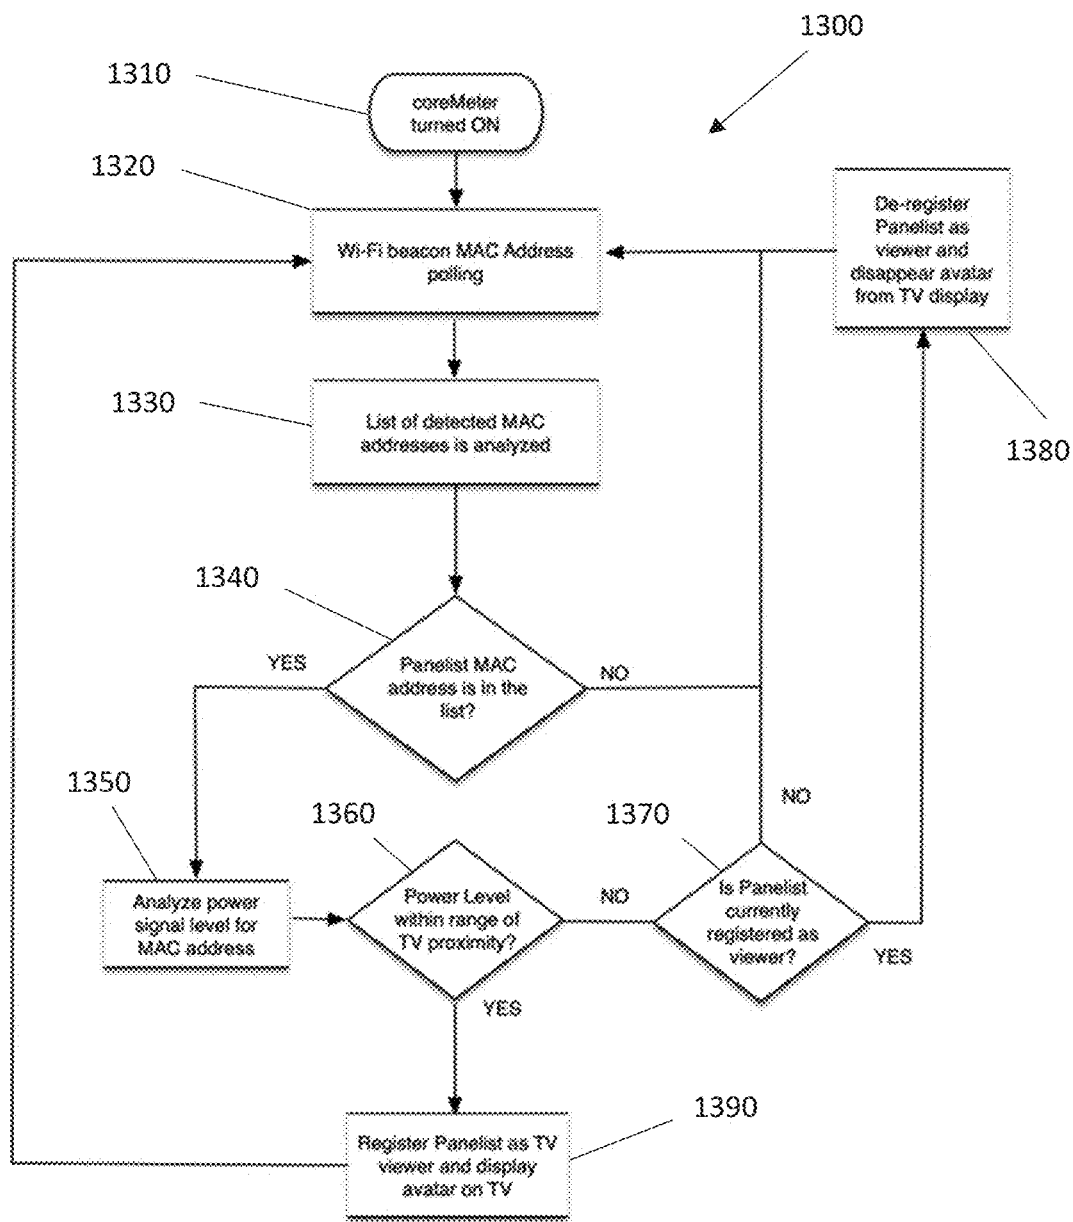 1300
1310
coreMeter
turned ON
1320
Wi-Fi beacon MAC Address
polling
De-register
Panelist as
viewer and
disappear avatar
from TV display
1380
1330
List of detected MAC
addresses is analyzed
1340
YES
Panelist MAC
address is in the
list?
NO
1350
Analyze power
signal level for
MAC address
1360
Power Level
within range of
TV proximity?
NO
YES
1370
NO
Is Panelist
currently
registered as
viewer?
YES
1390
Register Panelist as TV
viewer and display
avatar on TV